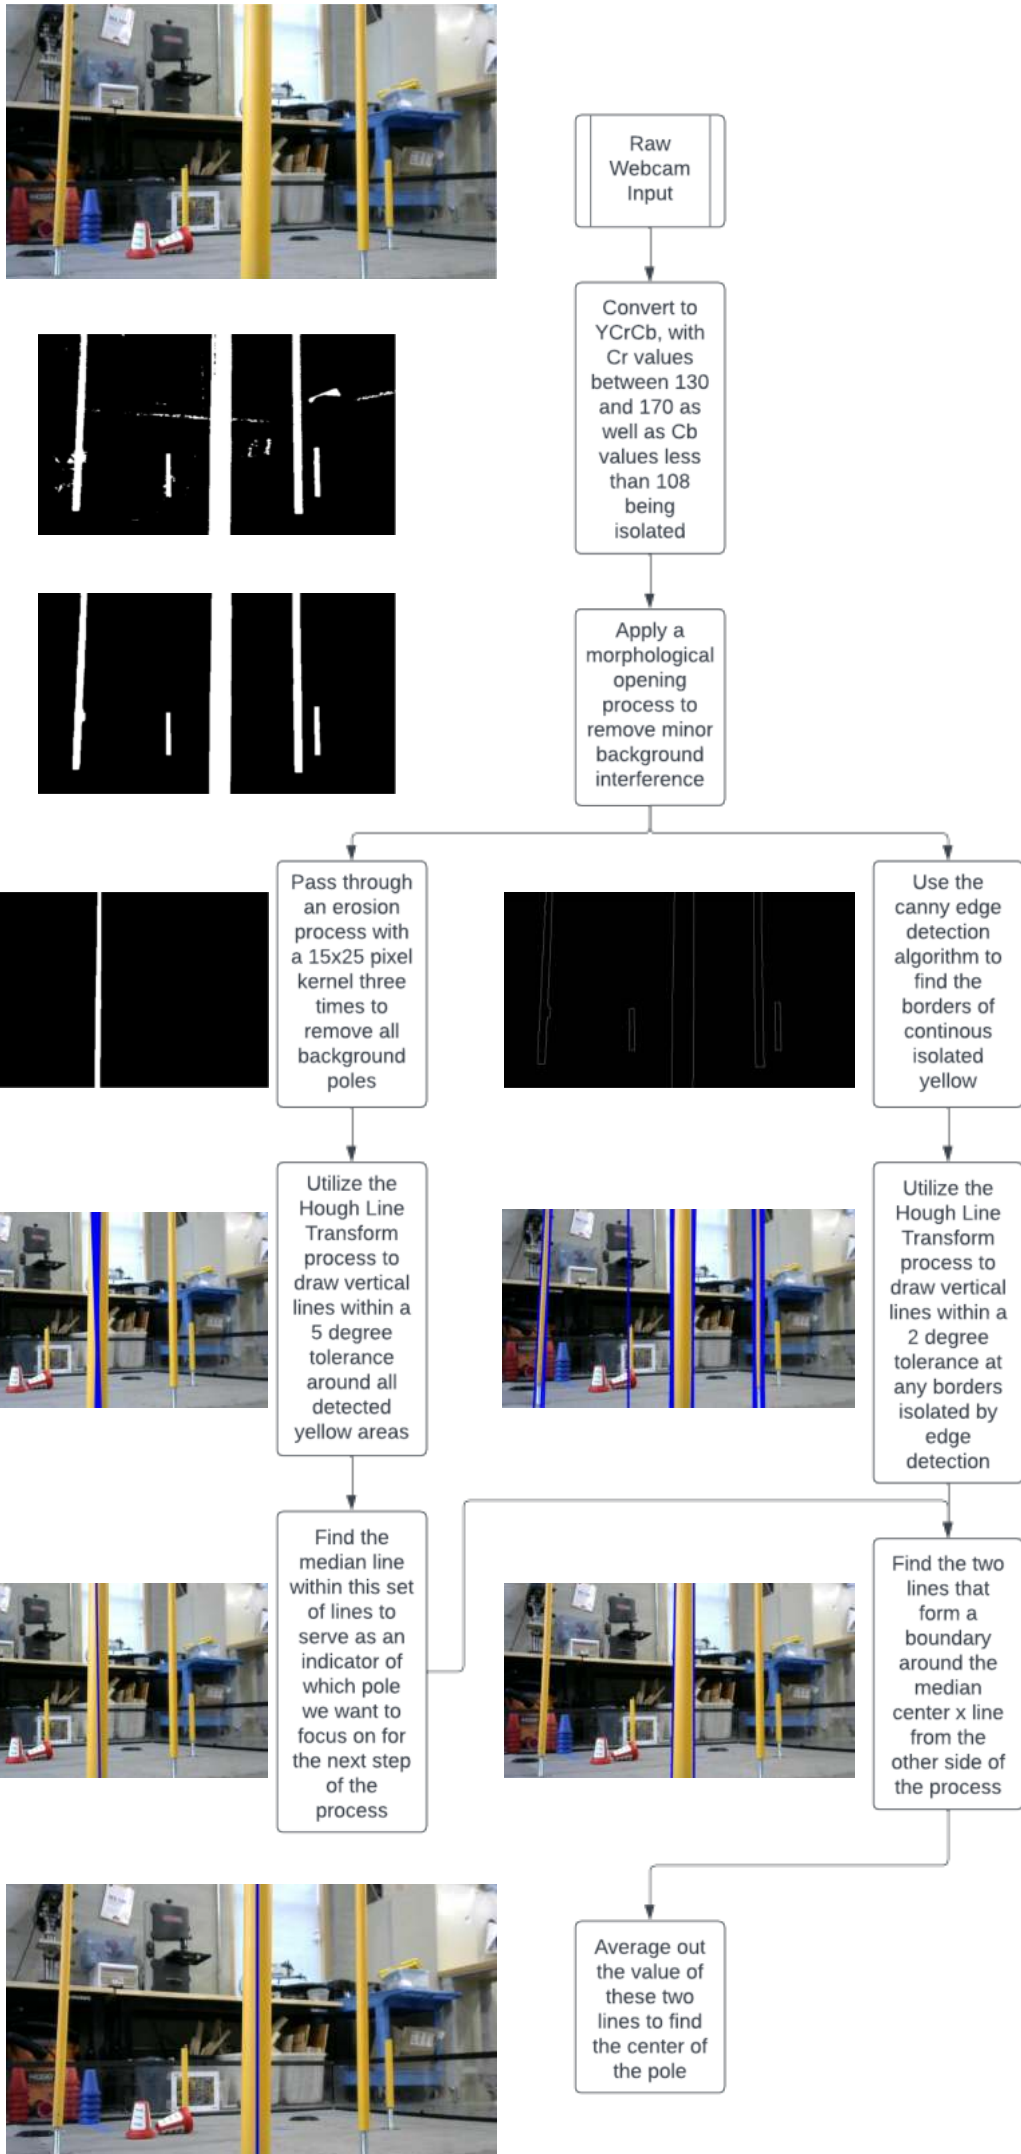 Raw
Webcam
Input
Convert to
YCrCb, with
Cr values
between 130
and 170 as
well as Cb
values less
than 108
being
isolated
Apply a
morphological
opening
process to
remove minor
background
interference
Pass through
an erosion
process with
a 15x25 pixel
kernel three
times to
remove all
background
poles
Use the
canny edge
detection
algorithm to
find the
borders of
continous
isolated
yellow
Utilize the
Hough Line
Transform
process to
draw vertical
lines within a
5 degree
tolerance
around all
detected
yellow areas
Utilize the
Hough Line
Transform
process to
draw vertical
lines within a
2 degree
tolerance at
any borders
isolated by
edge
detection
Find the
median line
within this set
of lines to
serve as an
indicator of
which pole
we want to
focus on for
the next step
of the
process
Find the two
lines that
form a
boundary
around the
median
center x line
from the
other side of
the process
Average out
the value of
these two
lines to find
the center of
the pole